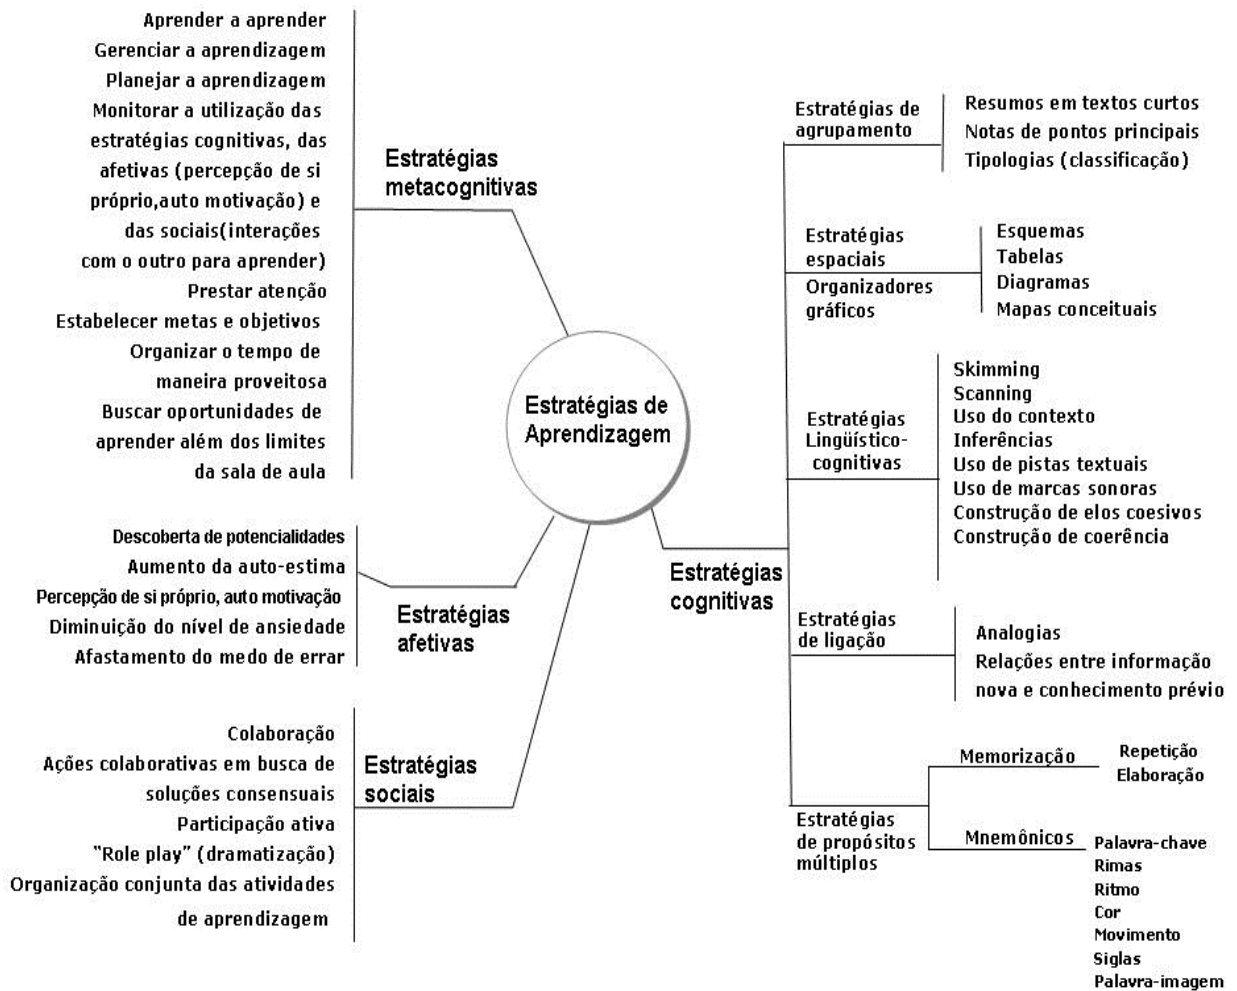 Aprender a aprender
Gerenciar a aprendizagem
Planejar a aprendizagem
Monitorar a utilização das
estratégias cognitivas, das
afetivas (percepção de si
próprio,auto motivação) e
das sociais(interações
com o outro para aprender)
Prestar atenção
Estabelecer metas e objetivos
Organizar o tempo de
maneira proveitosa
Buscar oportunidades de
aprender além dos limites
da sala de aula
Estratégias
metacognitivas
Descoberta de potencialidades
Aumento da auto-estima
Percepção de si próprio, auto motivação
Diminuição do nível de ansiedade
Afastamento do medo de errar
Estratégias
afetivas
Colaboração
Ações colaborativas em busca de
soluções consensuais
Participação ativa
“Role play” (dramatização)
Organização conjunta das atividades
de aprendizagem
Estratégias
sociais
Estratégias de
Aprendizagem
Estratégias
cognitivas
Estratégias de
agrupamento
Resumos em textos curtos
Notas de pontos principais
Tipologias (classificação)
Estratégias
espaciais
Organizadores
gráficos
Esquemas
Tabelas
Diagramas
Mapas conceituais
Estratégias
Lingüístico-
cognitivas
Skimming
Scanning
Uso do contexto
Inferências
Uso de pistas textuais
Uso de marcas sonoras
Construção de elos coesivos
Construção de coerência
Estratégias
de ligação
Analogias
Relações entre informação
nova e conhecimento prévio
Estratégias
de propósitos
múltiplos
Memorização
Repetição
Elaboração
Mnemônicos
Palavra-chave
Rimas
Ritmo
Cor
Movimento
Siglas
Palavra-imagem